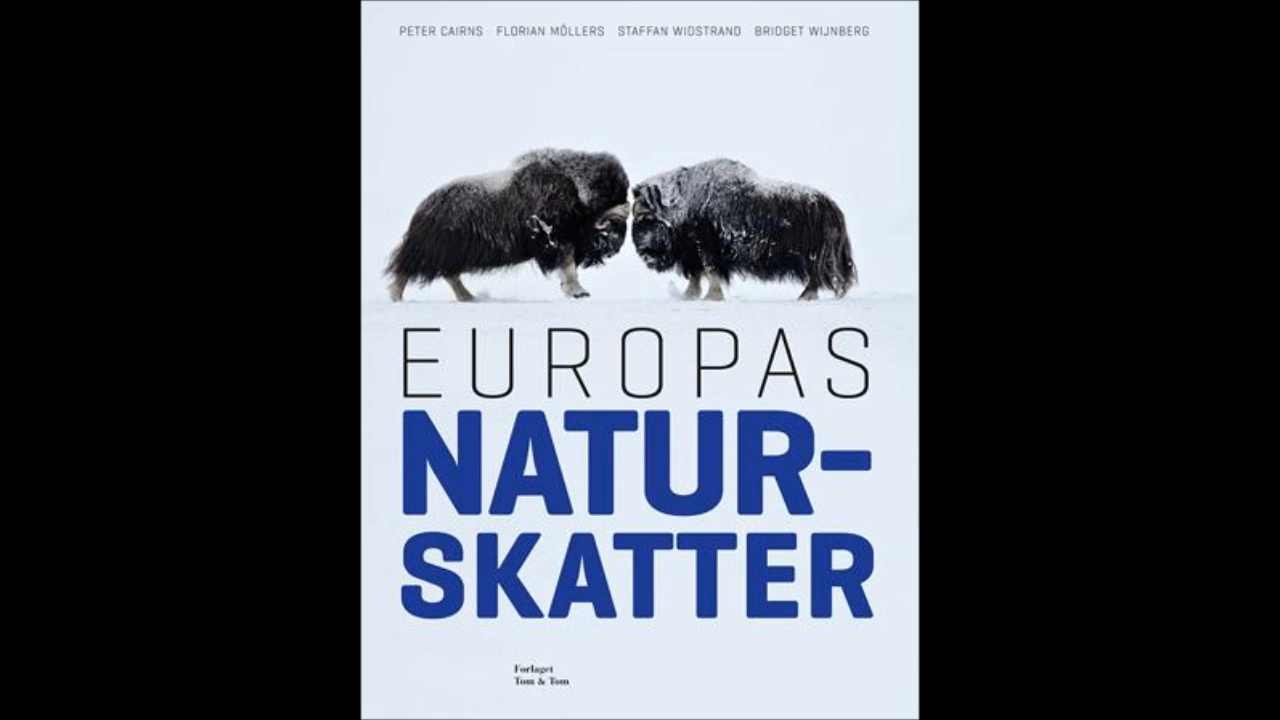 PETER CAIRNS FLORIAN MÖLLERS STAFFAN WIDSTRAND BRIDGET WIJNBERG
EUROPAS
NATUR-
SKATTER
Forlaget
Tom & Tom